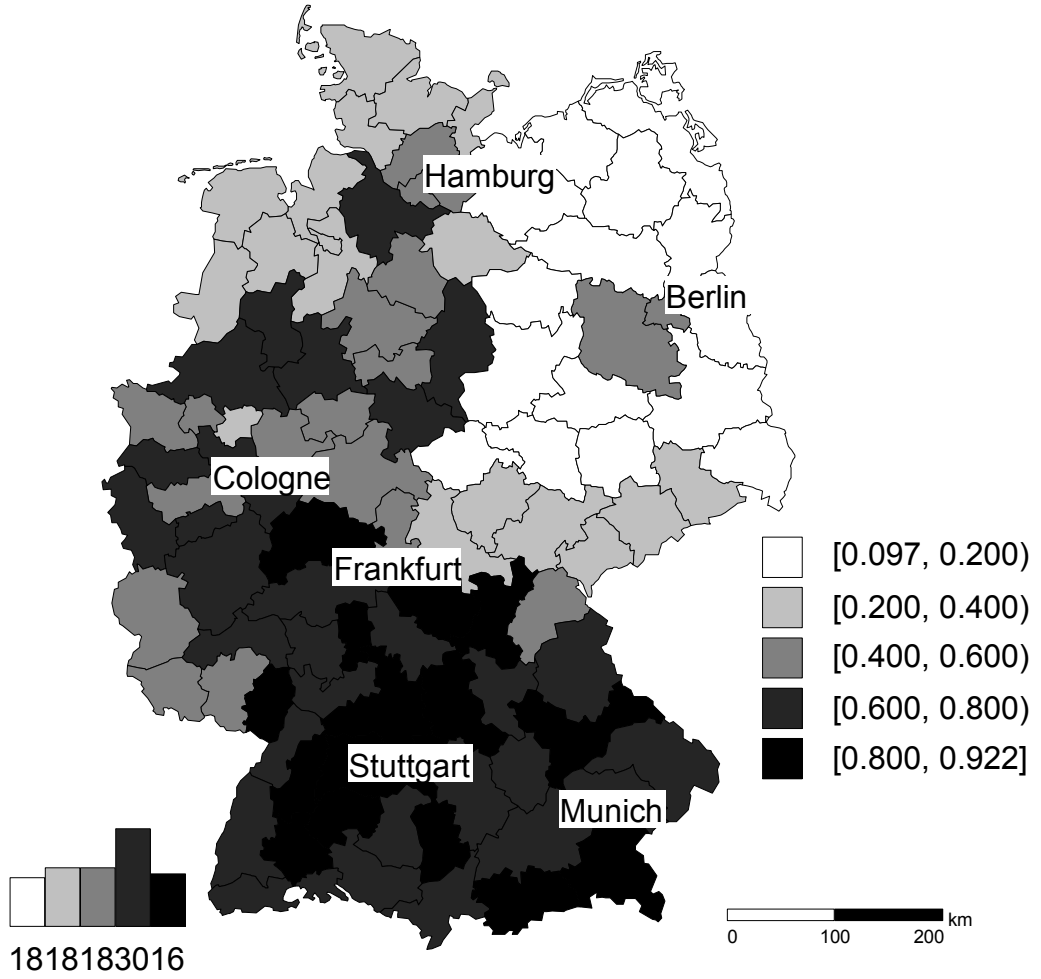 Hamburg
Berlin
Cologne
Frankfurt
[0.097, 0.200)
[0.200, 0.400)
[0.400, 0.600)
[0.600, 0.800)
[0.800, 0.922]
Stuttgart
Munich
1818183016
km
0 100 200